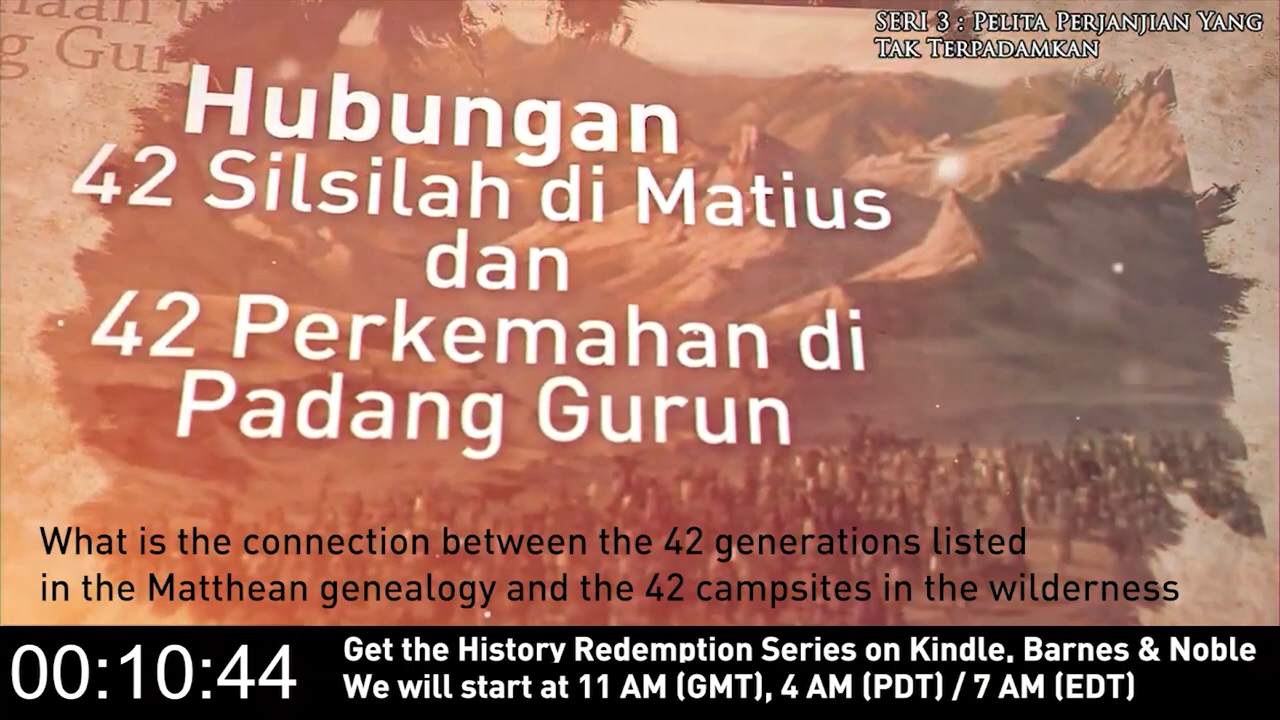 SERI 3 : PELITA PERJANJIAN YANG
TAK TERPADAMKAN
g Gur
Hubungan
42 Silsilah di Matius
dan
42 Perkemahan di
Padang Gurun
What is the connection between the 42 generations listed
in the Matthean genealogy and the 42 campsites in the wilderness
00:10:44
Get the History Redemption Series on Kindle, Barnes & Noble
We will start at 11 AM (GMT), 4 AM (PDT) / 7 AM (EDT)